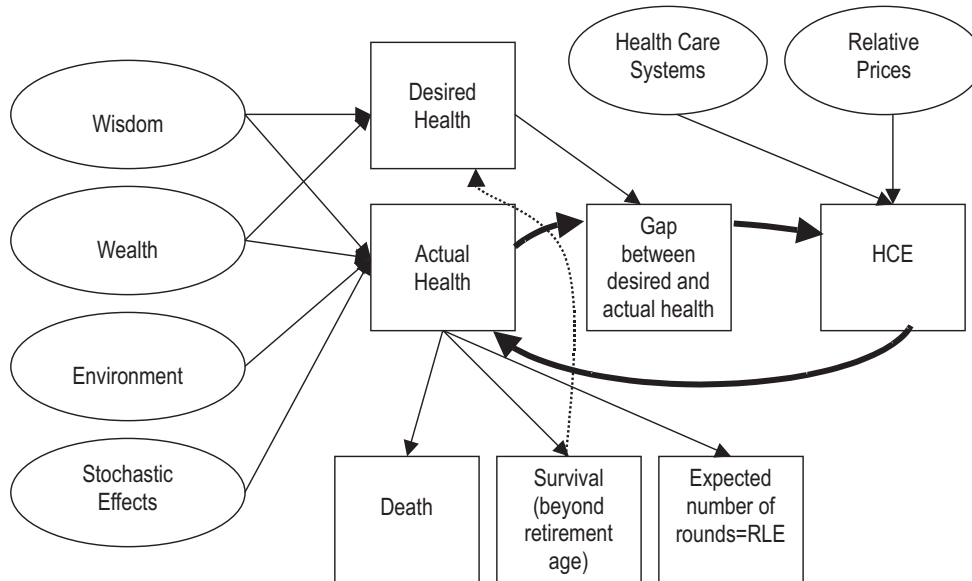 Health Care
Systems
Relative
Prices
Desired
Health
Wisdom
Wealth
Actual
Health
Gap
between
desired and
actual health
HCE
Environment
Stochastic
Effects
Death
Survival
(beyond
retirement
age)
Expected
number of
rounds=RLE